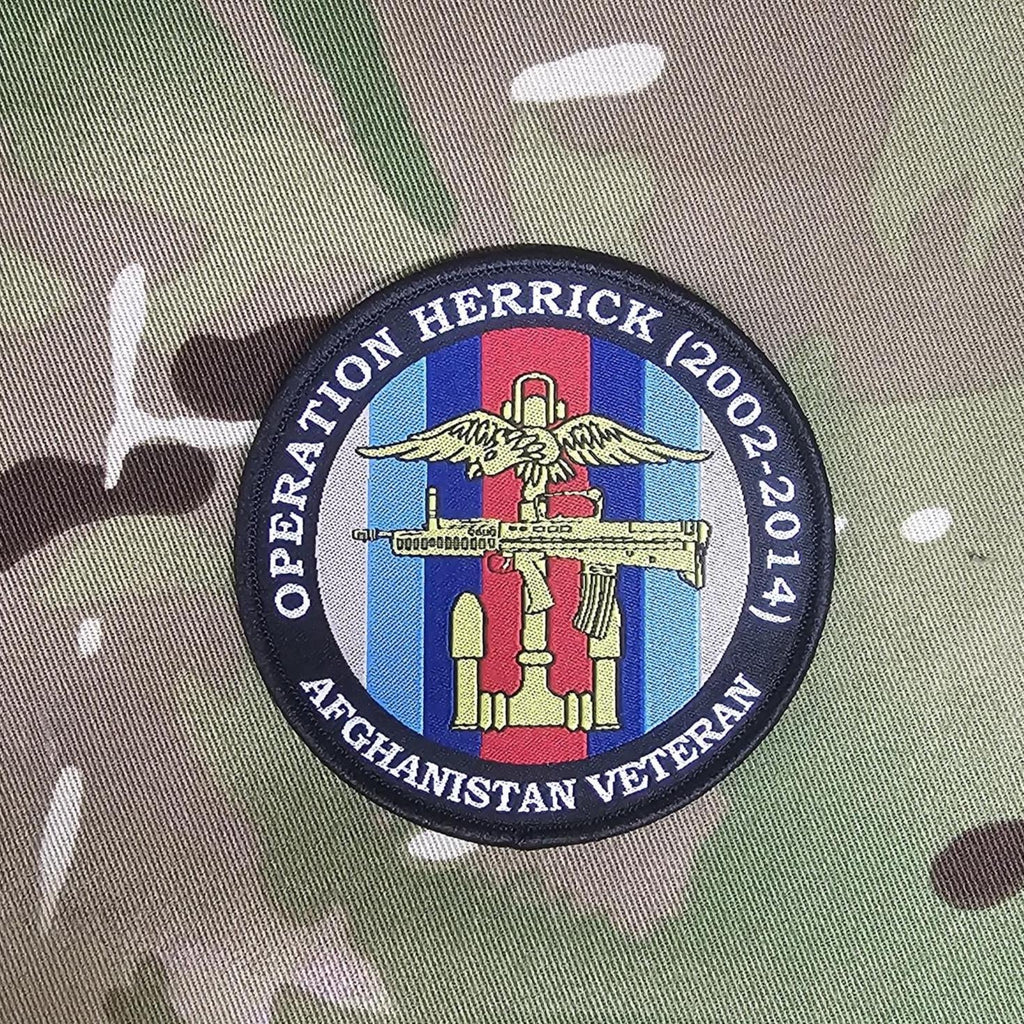 OPERATION HERRICK (2002-2014)
AFGHANISTAN VETERAN